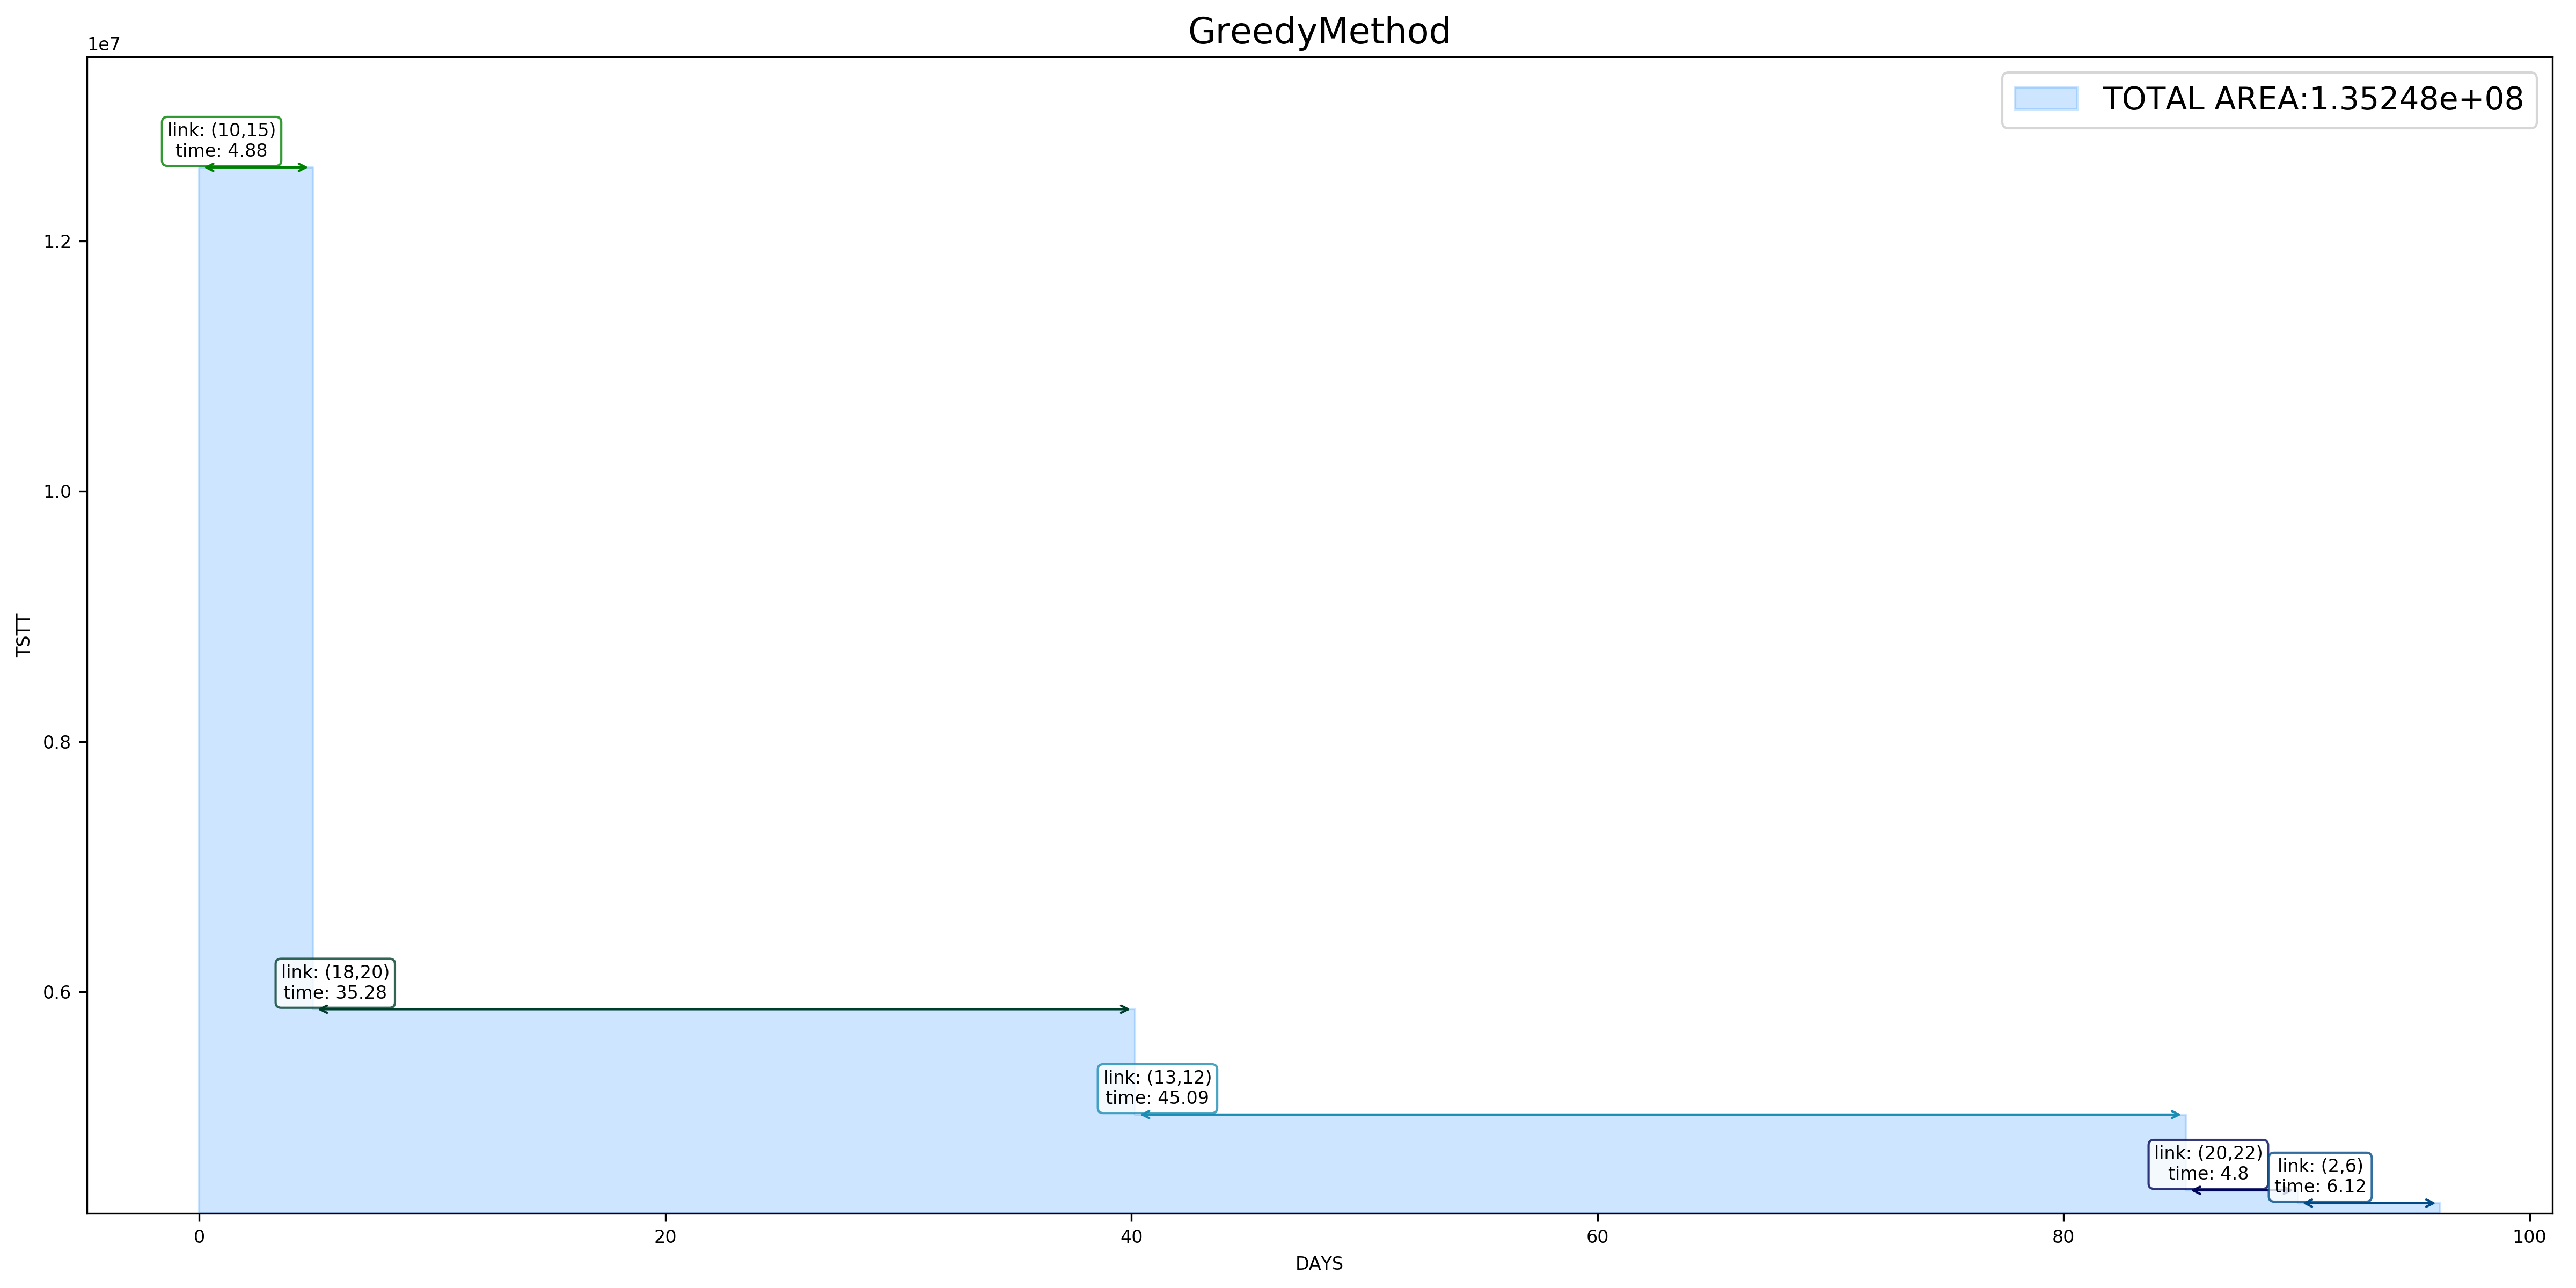 GreedyMethod
1e7
TOTAL AREA:1.35248e+08
link: (10,15)
time: 4.88
1.2
1.0
0.8
0.6
TSTT
link: (18,20)
time: 35.28
link: (13,12)
time: 45.09
link: (20,22)
time: 4.8
link: (2,6)
time: 6.12
0
20
40
60
80
100
DAYS